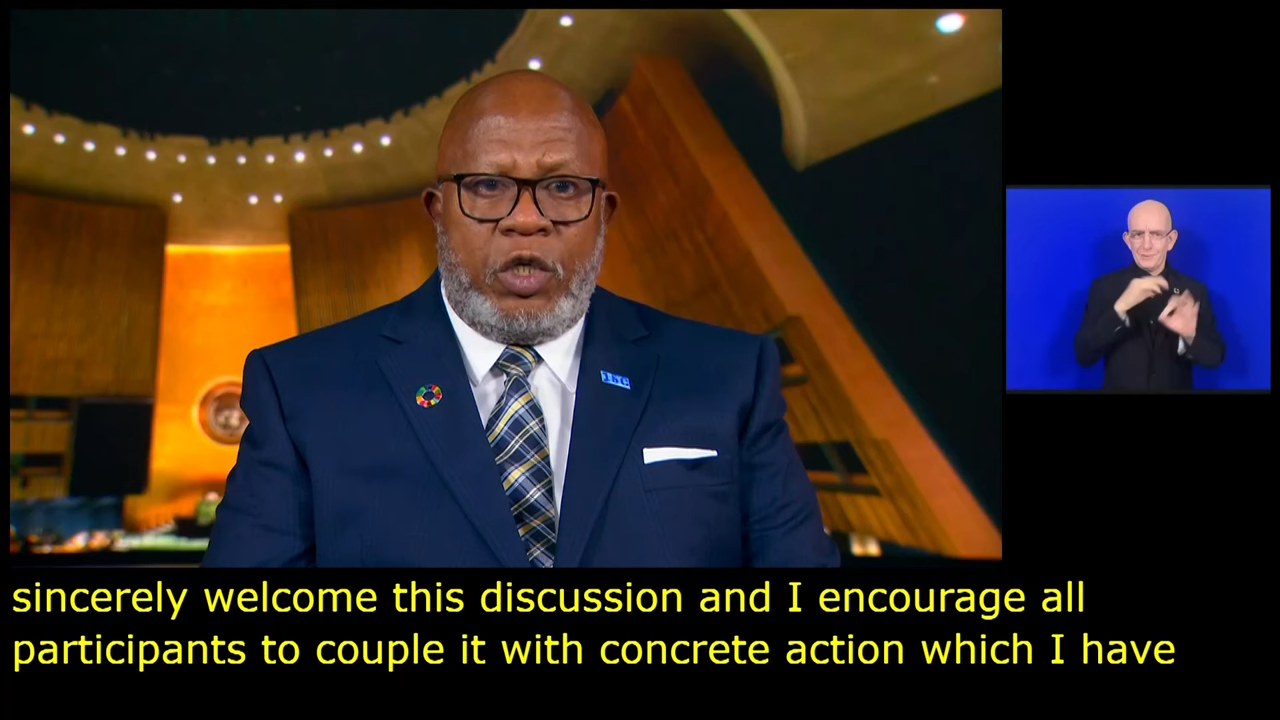 sincerely welcome this discussion and I encourage all
participants to couple it with concrete action which I have